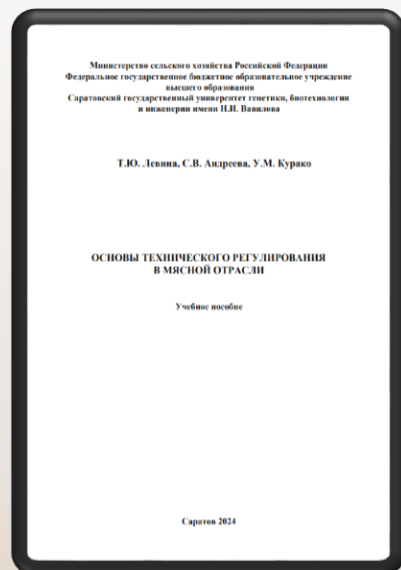 Министерство сельского хозяйства Российской Федерации
Федеральное государственное бюджетное образовательное учреждение
высшего образования
Саратовский государственный университет генетики, биотехнологии
и инженерии имени Н.И. Вавилова
Т.Ю. Левина, С.В. Андреева, У.М. Курако
ОСНОВЫ ТЕХНИЧЕСКОГО РЕГУЛИРОВАНИЯ
В МЯСНОЙ ОТРАСЛИ
Учебное пособие
Саратов 2024